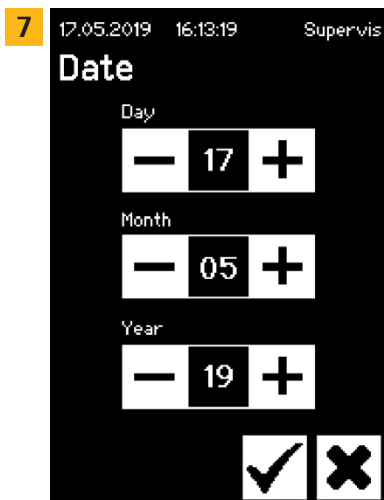 7
17.05.2019 16:13:19 Supervis
Date
Day
17
Month
05
Year
19